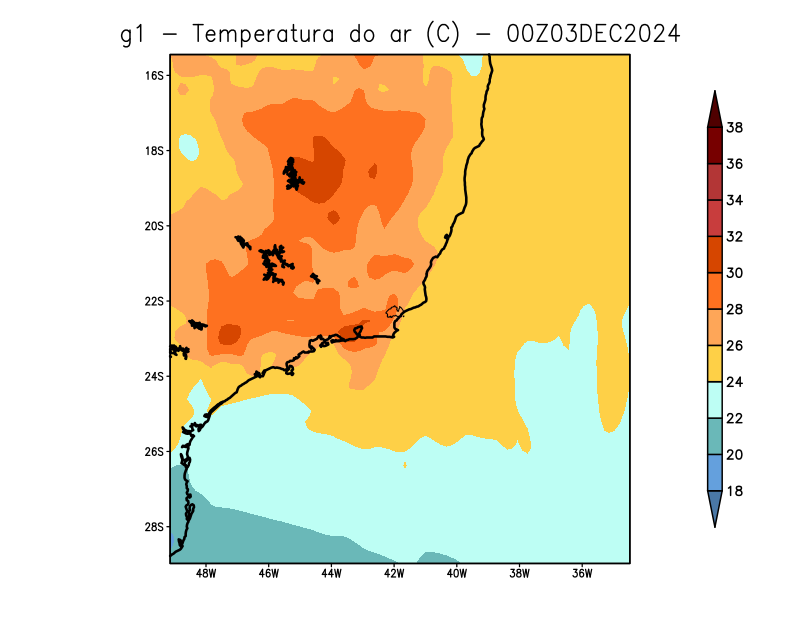 g1 — Temperatura do ar (C) — 00Z03DEC2024
16S
18S
20S
22S
24S
26S
28S
48W 46W 44W 42W 40W 38W 36W
38
36
34
32
30
28
26
24
22
20
18